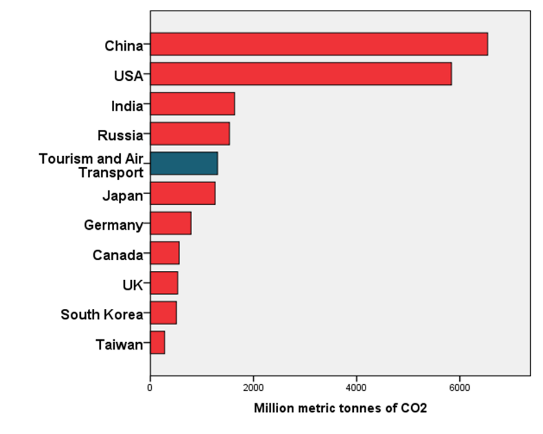 China
USA
India
Russia
Tourism and Air
Transport
Japan
Germany
Canada
UK
South Korea
Taiwan
0 2000 4000 6000
Million metric tonnes of CO2